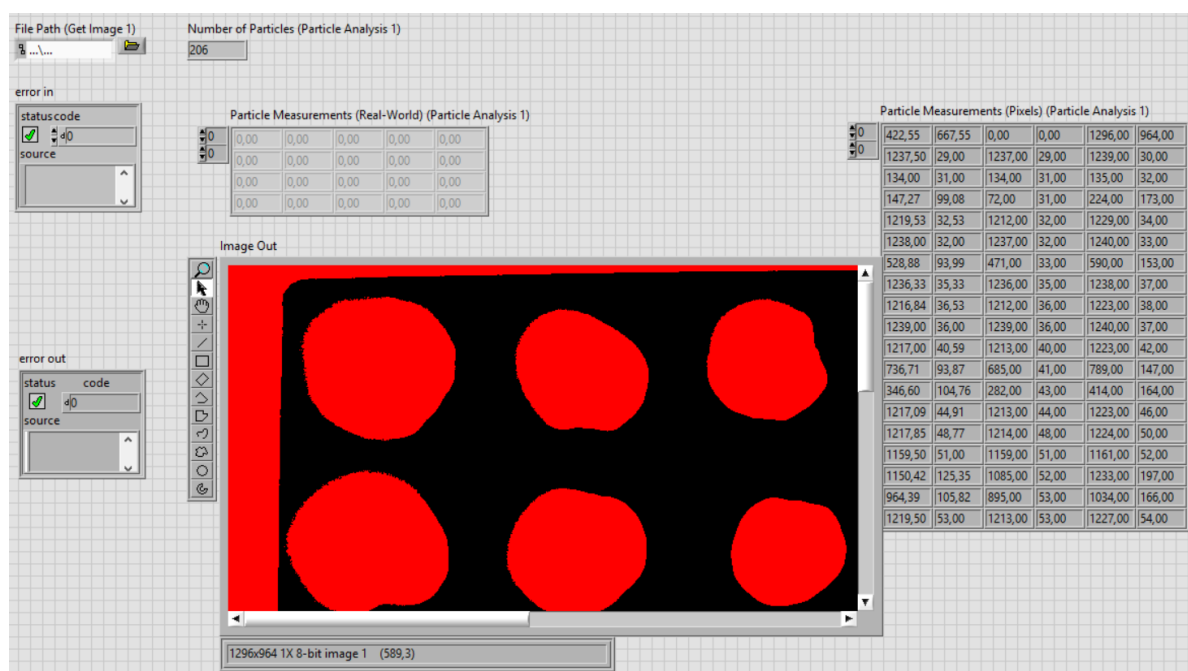 File Path (Get Image 1)
Number of Particles (Particle Analysis 1)
...\...
206
error in
status code
0
source
Particle Measurements (Real-World) (Particle Analysis 1)
0
0
0,00 0,00 0,00 0,00 0,00
0,00 0,00 0,00 0,00 0,00
0,00 0,00 0,00 0,00 0,00
0,00 0,00 0,00 0,00 0,00
Particle Measurements (Pixels) (Particle Analysis 1)
0
0
422,55 667,55 0,00 0,00 1296,00 964,00
1237,50 29,00 1237,00 29,00 1239,00 30,00
134,00 31,00 134,00 31,00 135,00 32,00
147,27 99,08 72,00 31,00 224,00 173,00
1219,53 32,53 1212,00 32,00 1229,00 34,00
1238,00 32,00 1237,00 32,00 1240,00 33,00
528,88 93,99 471,00 33,00 590,00 153,00
1236,33 35,33 1236,00 35,00 1238,00 37,00
1216,84 36,53 1212,00 36,00 1223,00 38,00
1239,00 36,00 1239,00 36,00 1240,00 37,00
1217,00 40,59 1213,00 40,00 1223,00 42,00
736,71 93,87 685,00 41,00 789,00 147,00
346,60 104,76 282,00 43,00 414,00 164,00
1217,09 44,91 1213,00 44,00 1223,00 46,00
1217,85 48,77 1214,00 48,00 1224,00 50,00
1159,50 51,00 1159,00 51,00 1161,00 52,00
1150,42 125,35 1085,00 52,00 1233,00 197,00
964,39 105,82 895,00 53,00 1034,00 166,00
1219,50 53,00 1213,00 53,00 1227,00 54,00
Image Out
error out
status code
0
source
1296x964 1X 8-bit image 1 (589,3)